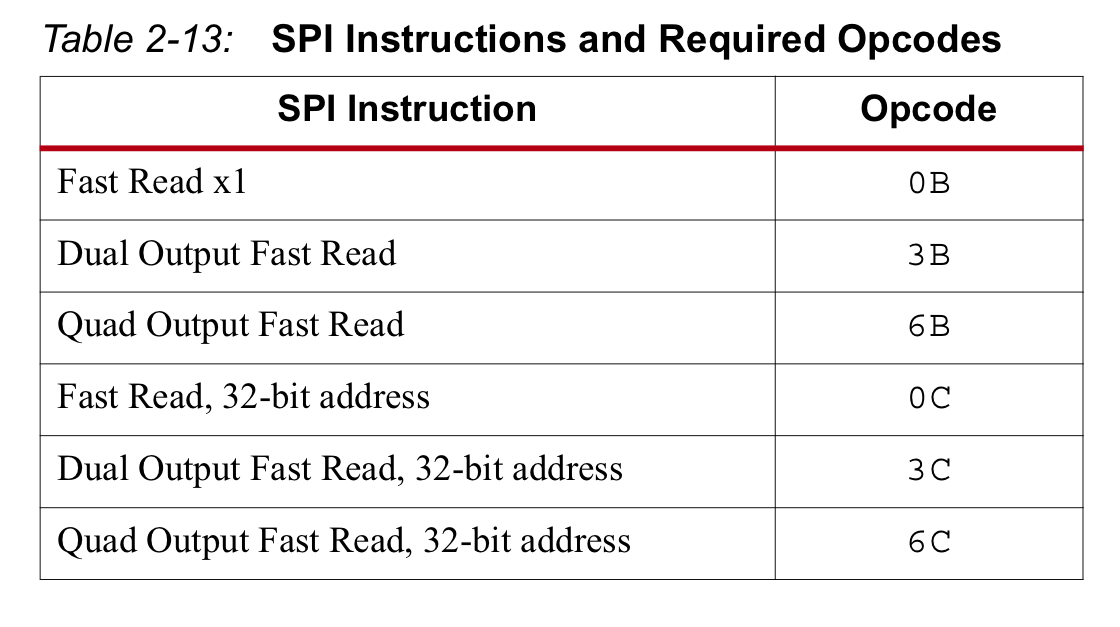 Table 2-13: SPI Instructions and Required Opcodes
SPI Instruction Opcode
Fast Read x1 0B
Dual Output Fast Read 3B
Quad Output Fast Read 6B
Fast Read, 32-bit address 0C
Dual Output Fast Read, 32-bit address 3C
Quad Output Fast Read, 32-bit address 6C